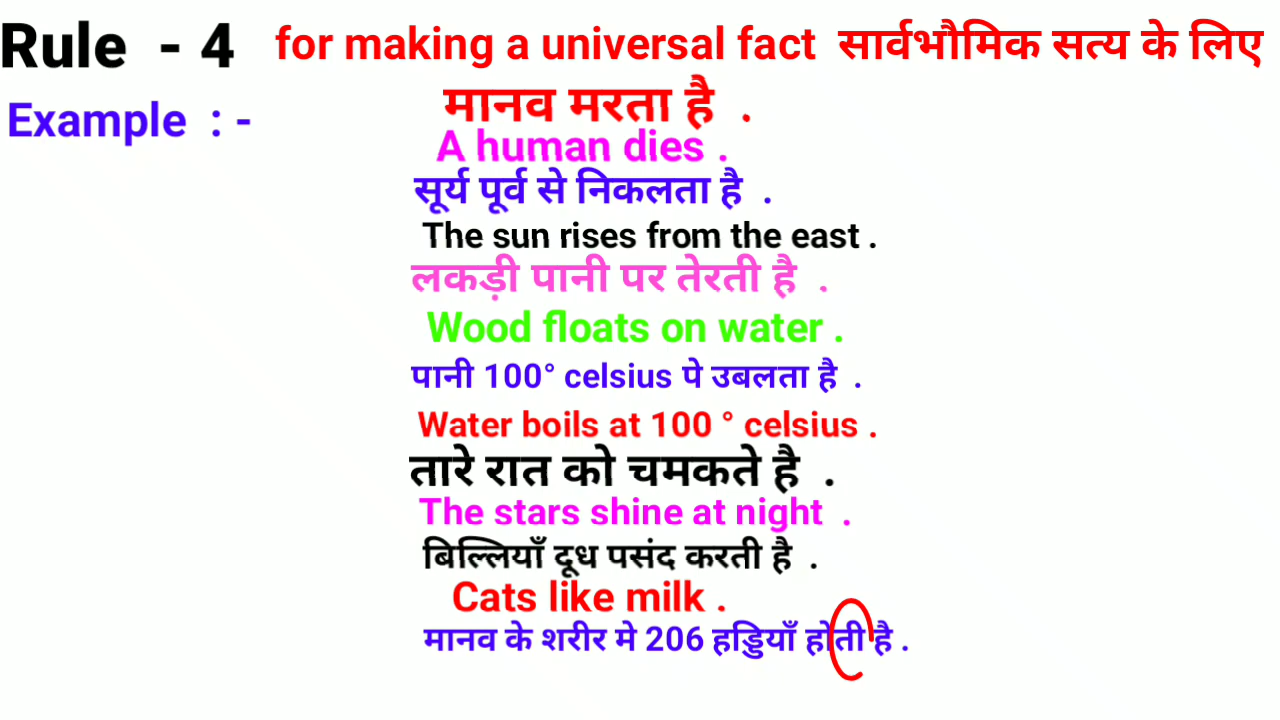 Rule - 4 for making a universal fact सार्वभौमिक सत्य के लिए
Example : -
मानव मरता है .
A human dies .
सूर्य पूर्व से निकलता है .
The sun rises from the east .
लकड़ी पानी पर तेरती है .
Wood floats on water .
पानी 100° celsius पे उबलता है .
Water boils at 100 ° celsius .
तारे रात को चमकते है .
The stars shine at night .
बिल्लियाँ दूध पसंद करती है .
Cats like milk .
मानव के शरीर मे 206 हड्डियाँ होती है .